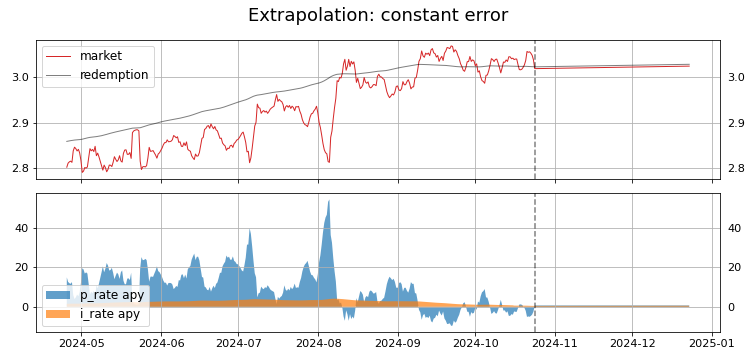 Extrapolation: constant error
market
redemption
3.0 3.0
2.9 2.9
2.8 2.8
40 40
20 20
0 0
p_rate apy
i_rate apy
2024-05 2024-06 2024-07 2024-08 2024-09 2024-10 2024-11 2024-12 2025-01